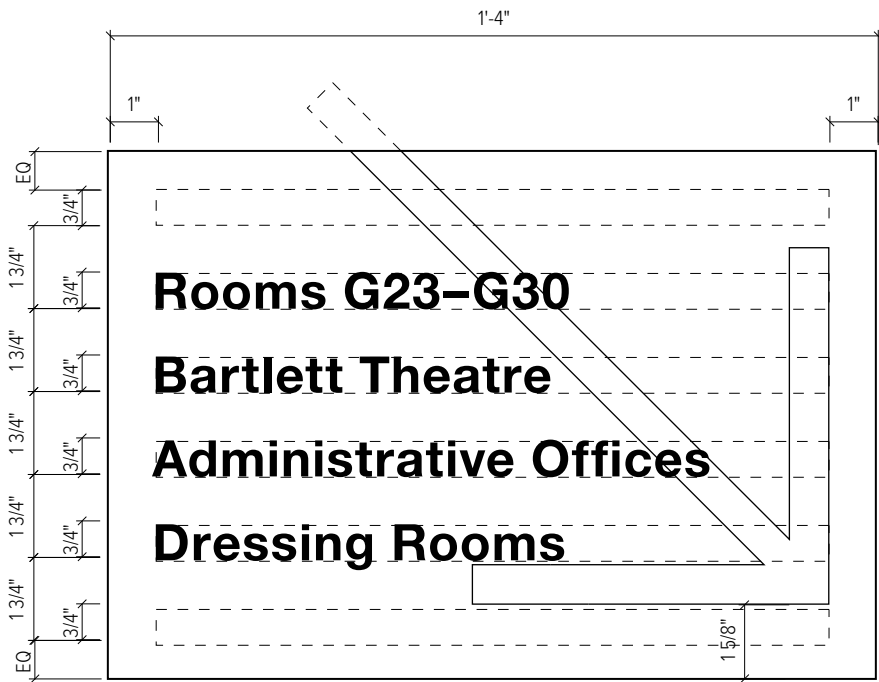 1'-4"
1"
1"
EQ
3/4"
1 3/4"
3/4"
Rooms G23–G30
1 3/4"
3/4"
Bartlett Theatre
1 3/4"
3/4"
Administrative Offices
1 3/4"
3/4"
Dressing Rooms
1 3/4"
3/4"
1 5/8"
EQ